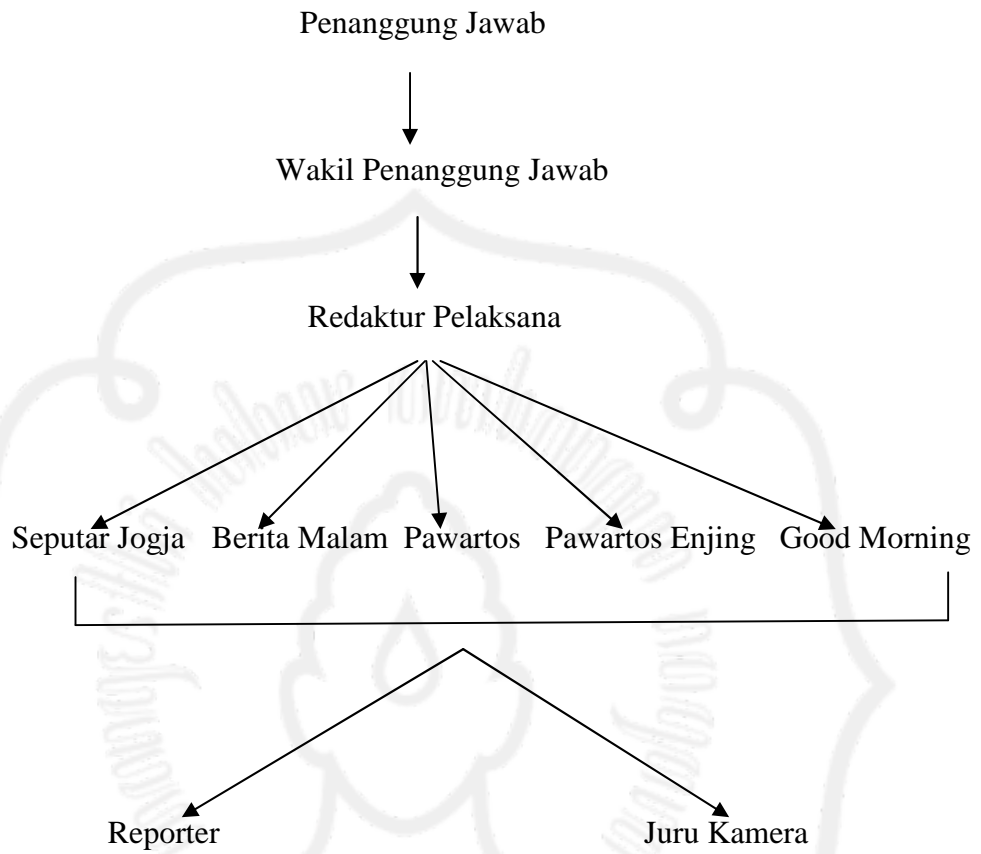 Penanggung Jawab
Wakil Penanggung Jawab
Redaktur Pelaksana
Seputar Jogja Berita Malam Pawartos Pawartos Enjing Good Morning
Reporter Juru Kamera